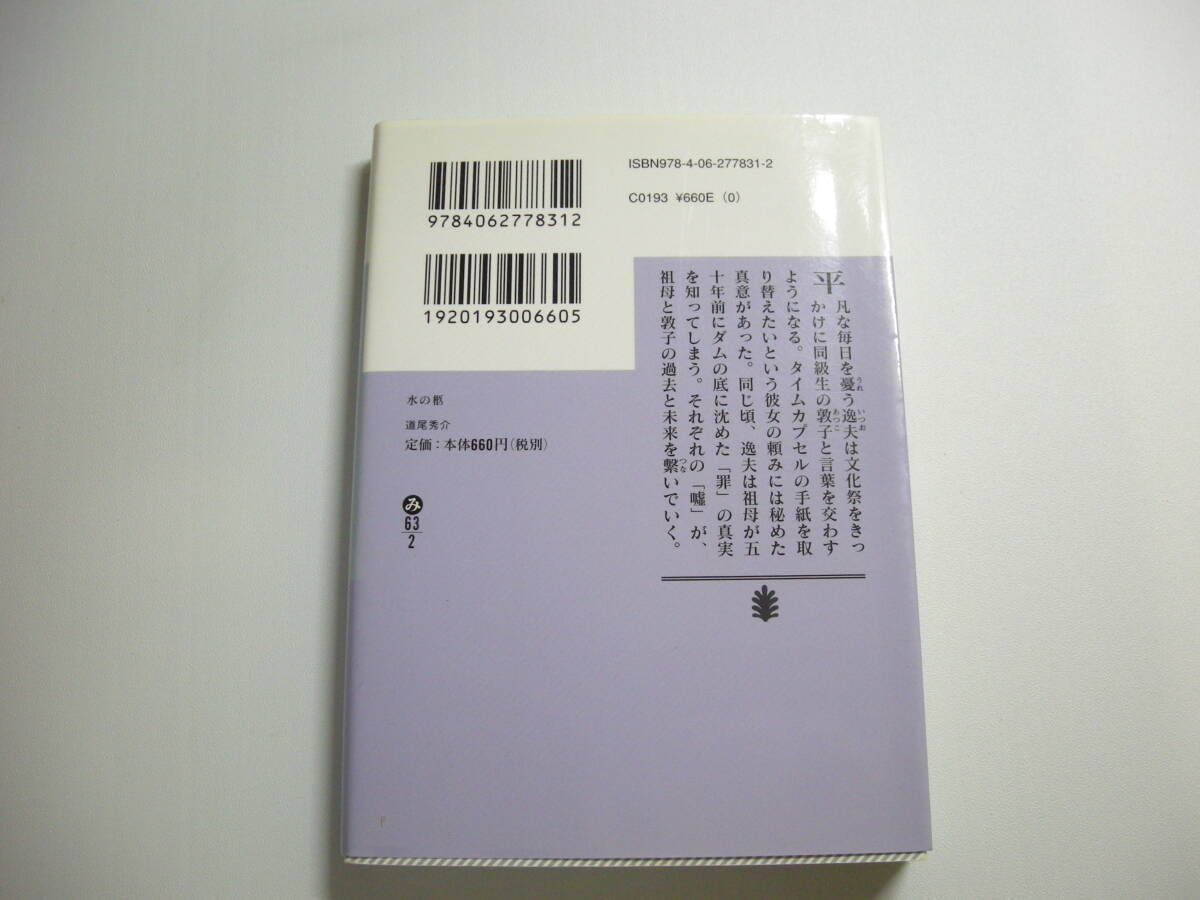 9784062778312
ISBN978-4-06-277831-2
C0193 ¥660E (0)
1920193006605
平凡な毎日を憂う逸夫は文化祭をきっ
かけに同級生の敦子と言葉を交わす
ようになる。タイムカプセルの手紙を取
り替えたいという彼女の頼みには秘めた
真意があった。同じ頃、逸夫は祖母が五
十年前にダムの底に沈めた「罪」の真実
を知ってしまう。それぞれの「嘘」が、
祖母と敦子の過去と未来を繋いでいく。
水の柩
道尾秀介
定価:本体660円(税別)
み
63
2